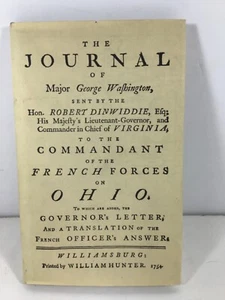 THE
JOURNAL
OF
Major George Washington,
SENT BY THE
Hon. ROBERT DINWIDDIE, Esq;
His Majesty's Lieutenant-Governor, and
Commander in Chief of VIRGINIA,
TO THE
COMMANDANT
OF THE
FRENCH FORCES
ON
OHIO.
TO WHICH ARE ADDED, THE
GOVERNOR'S LETTER;
AND A TRANSLATION OF THE
FRENCH OFFICER'S ANSWER.
WILLIAMSBURG:
Printed by WILLIAM HUNTER. 1754.